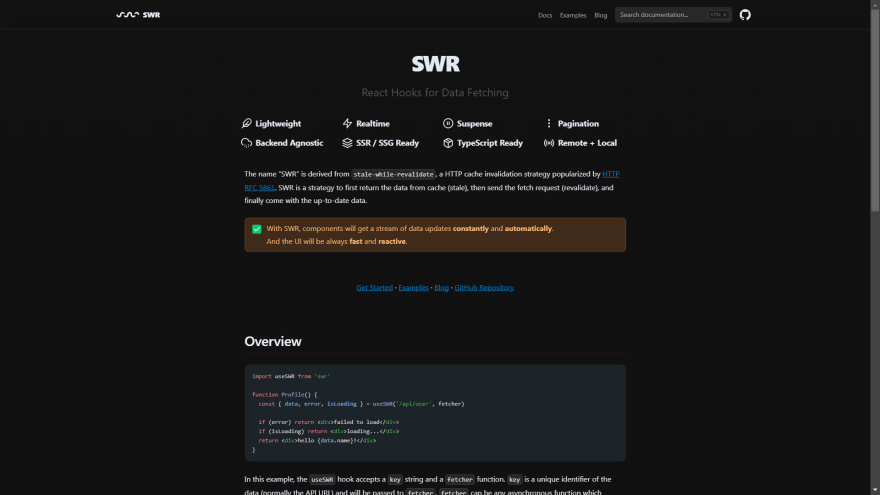 SWR
Docs Examples Blog Search documentation... CTRL K
SWR
React Hooks for Data Fetching
Lightweight Realtime Suspense Pagination
Backend Agnostic SSR / SSG Ready TypeScript Ready Remote + Local
The name "SWR" is derived from stale-while-revalidate, a HTTP cache invalidation strategy popularized by HTTP
RFC 5861. SWR is a strategy to first return the data from cache (stale), then send the fetch request (revalidate), and
finally come with the up-to-date data.
With SWR, components will get a stream of data updates constantly and automatically.
And the UI will be always fast and reactive.
Get Started · Examples · Blog · GitHub Repository
Overview
import useSWR from 'swr'
function Profile() {
const { data, error, isLoading } = useSWR('/api/user', fetcher)
if (error) return <div>failed to load</div>
if (isLoading) return <div>loading...</div>
return <div>hello {data.name}!</div>
}
In this example, the useSWR hook accepts a key string and a fetcher function. key is a unique identifier of the
data (normally the API URL) and will be passed to fetcher. fetcher can be any asynchronous function which